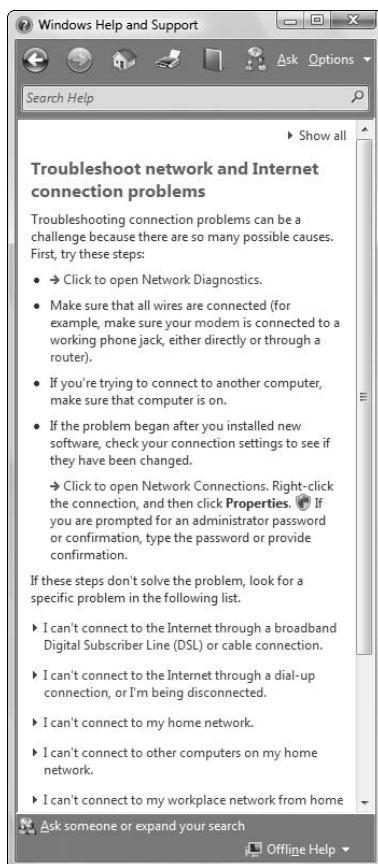 Windows Help and Support
Ask Options
Search Help
Show all
Troubleshoot network and Internet
connection problems
Troubleshooting connection problems can be a
challenge because there are so many possible causes.
First, try these steps:
• → Click to open Network Diagnostics.
• Make sure that all wires are connected (for
example, make sure your modem is connected to a
working phone jack, either directly or through a
router).
• If you're trying to connect to another computer,
make sure that computer is on.
• If the problem began after you installed new
software, check your connection settings to see if
they have been changed.
→ Click to open Network Connections. Right-click
the connection, and then click Properties. If
you are prompted for an administrator password
or confirmation, type the password or provide
confirmation.
If these steps don't solve the problem, look for a
specific problem in the following list.
I can't connect to the Internet through a broadband
Digital Subscriber Line (DSL) or cable connection.
I can't connect to the Internet through a dial-up
connection, or I'm being disconnected.
I can't connect to my home network.
I can't connect to other computers on my home
network.
I can't connect to my workplace network from home
Ask someone or expand your search
Offline Help